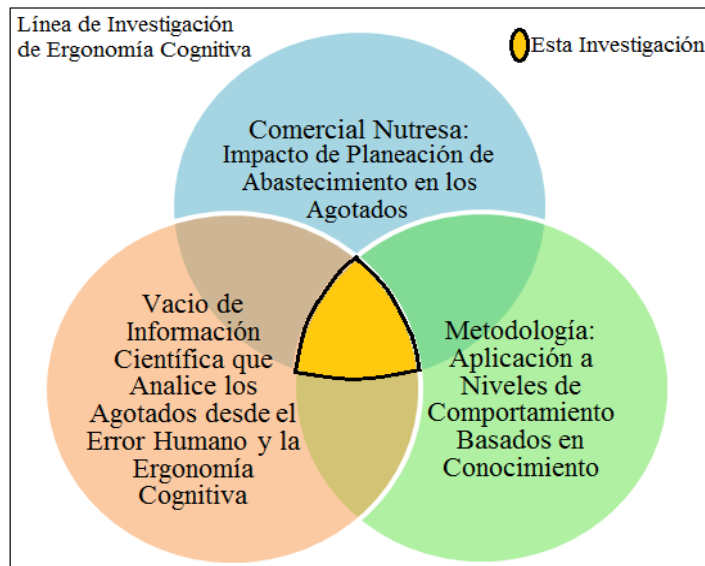 Línea de Investigación
de Ergonomía Cognitiva
Esta Investigación
Comercial Nutresa:
Impacto de Planeación de
Abastecimiento en los
Agotados
Vacio de
Información
Científica que
Analice los
Agotados desde el
Error Humano y la
Ergonomía
Cognitiva
Metodología:
Aplicación a
Niveles de
Comportamiento
Basados en
Conocimiento